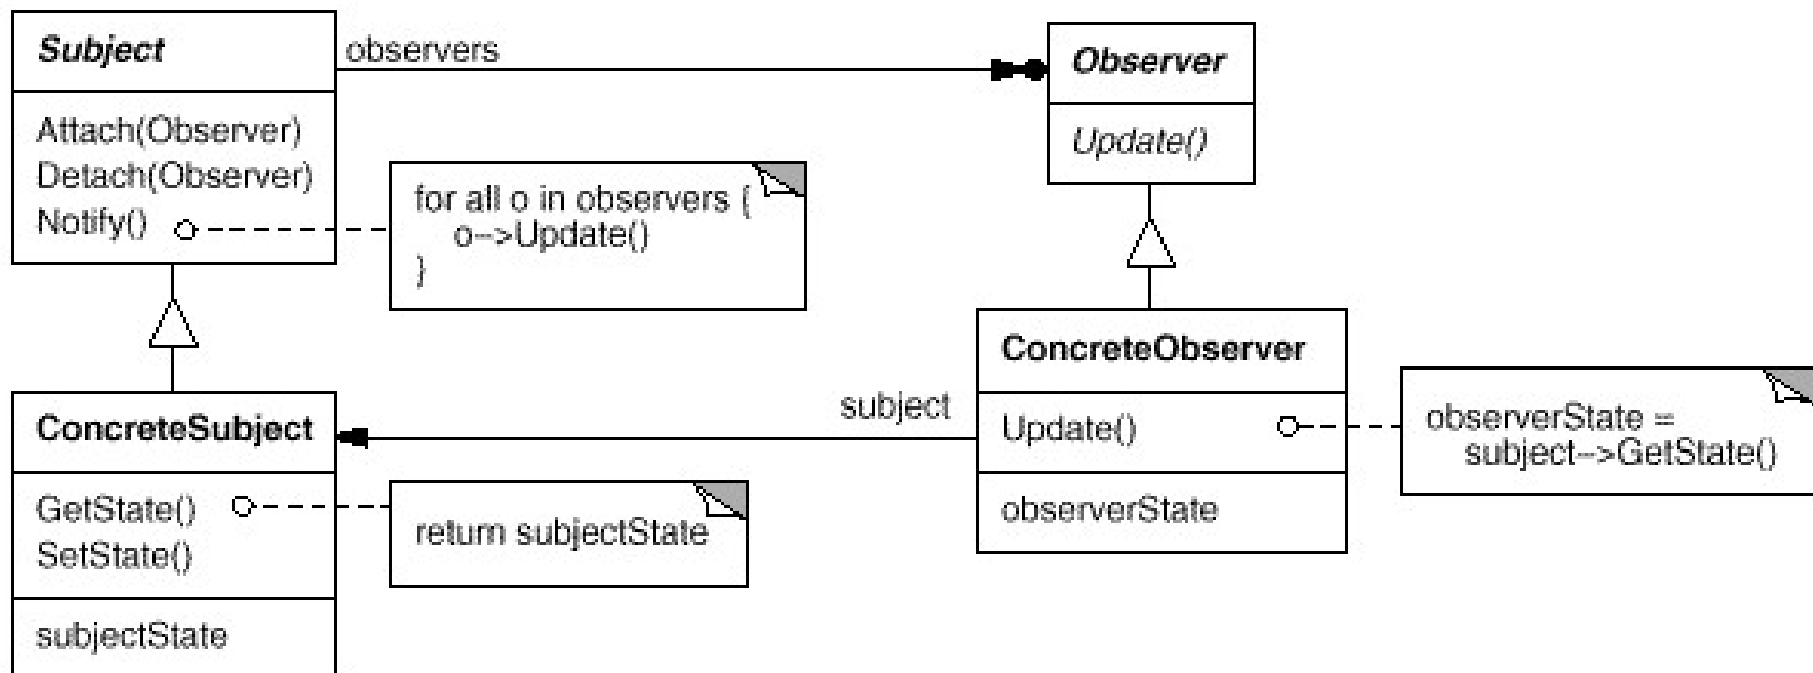 Subject
observers
Attach(Observer)
Detach(Observer)
Notify()
for all o in observers {
o–>Update()
}
Observer
Update()
ConcreteSubject
GetState()
SetState()
subjectState
return subjectState
subject
ConcreteObserver
Update()
observerState
observerState =
subject–>GetState()